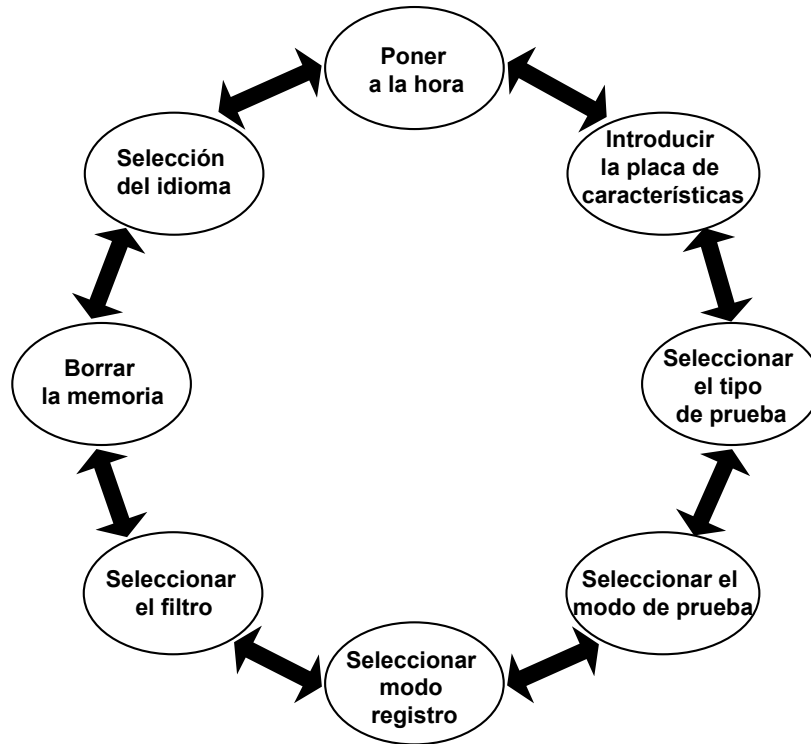 Poner
a la hora
Introducir
la placa de
característícas
Seleccionar
el tipo
de prueba
Seleccionar el
modo de prueba
Seleccionar
modo
registro
Seleccionar
el filtro
Borrar
la memoria
Selección
del idioma